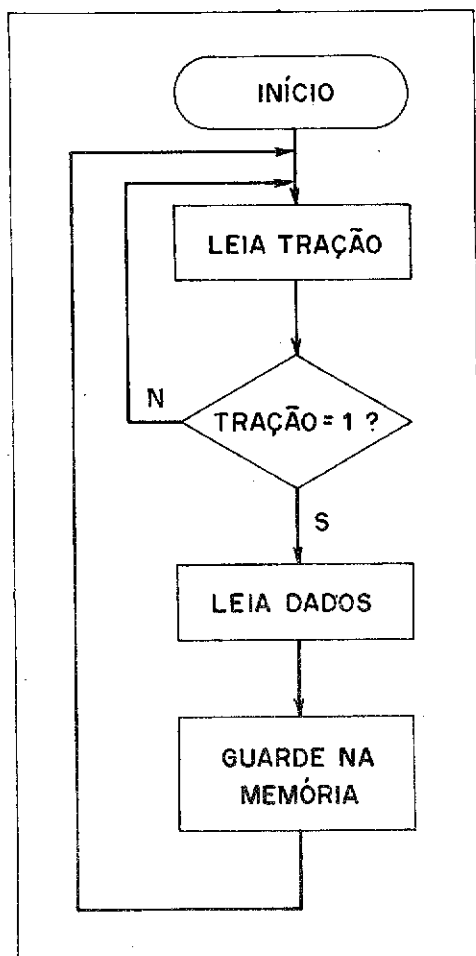 INÍCIO
LEIA TRAÇÃO
TRAÇÃO = 1 ?
N
S
LEIA DADOS
GUARDE NA
MEMÓRIA